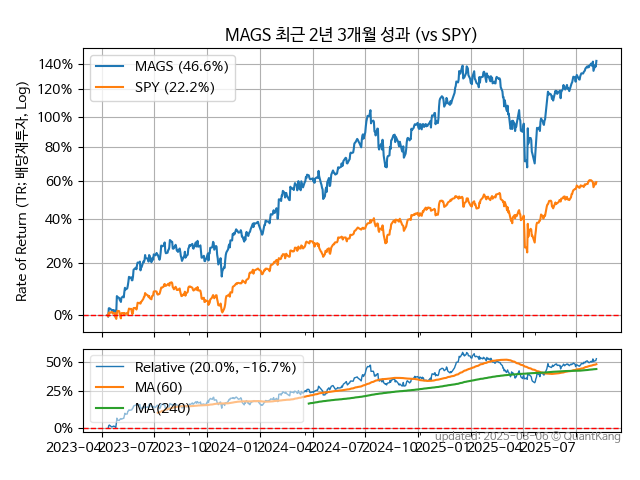 MAGS 최근 2년 3개월 성과 (vs SPY)
Rate of Return (TR: 배당재투자, Log)
140%
120%
100%
80%
60%
40%
20%
0%
MAGS (46.6%)
SPY (22.2%)
50%
25%
0%
Relative (20.0%, −16.7%)
MA(60)
MA(240)
2023-04
2023-07
2023-10
2024-01
2024-04
2024-07
2024-10
2025-01
2025-04
2025-07
updated: 2025-08-06 © QuantKang